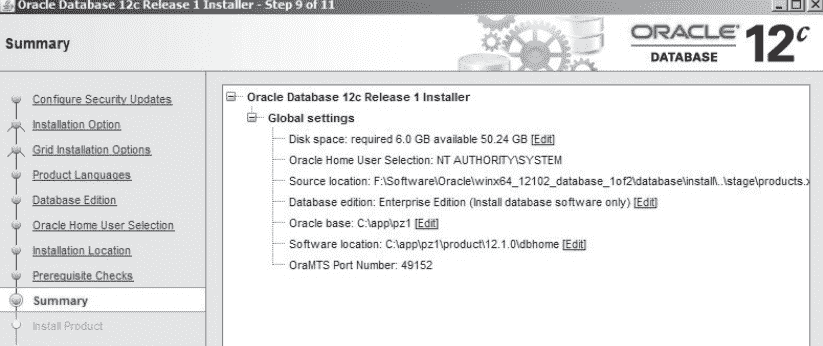 Oracle Database 12c Release 1 Installer - Step 9 of 11
Summary
ORACLE
DATABASE
12c
Configure Security Updates
Installation Option
Grid Installation Options
Product Languages
Database Edition
Oracle Home User Selection
Installation Location
Prerequisite Checks
Summary
Install Product
Oracle Database 12c Release 1 Installer
Global settings
Disk space: required 6.0 GB available 50.24 GB [Edit]
Oracle Home User Selection: NT AUTHORITY\SYSTEM
Source location: F:\Software\Oracle\winx64_12102_database_1of2\database\install\..\stage\products.x
Database edition: Enterprise Edition (Install database software only) [Edit]
Oracle base: C:\app\pz1 [Edit]
Software location: C:\app\pz1\product\12.1.0\dbhome [Edit]
OraMTS Port Number: 49152